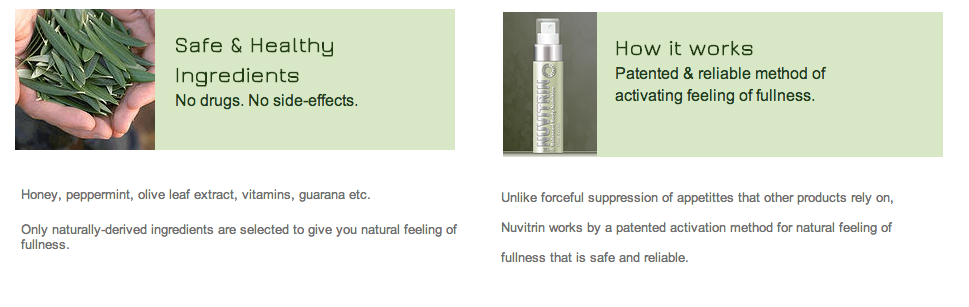 Safe & Healthy
Ingredients
No drugs. No side-effects.
Honey, peppermint, olive leaf extract, vitamins, guarana etc.
Only naturally-derived ingredients are selected to give you natural feeling of
fullness.
How it works
Patented & reliable method of
activating feeling of fullness.
NUVITRIN
Unlike forceful suppression of appetittes that other products rely on,
Nuvitrin works by a patented activation method for natural feeling of
fullness that is safe and reliable.